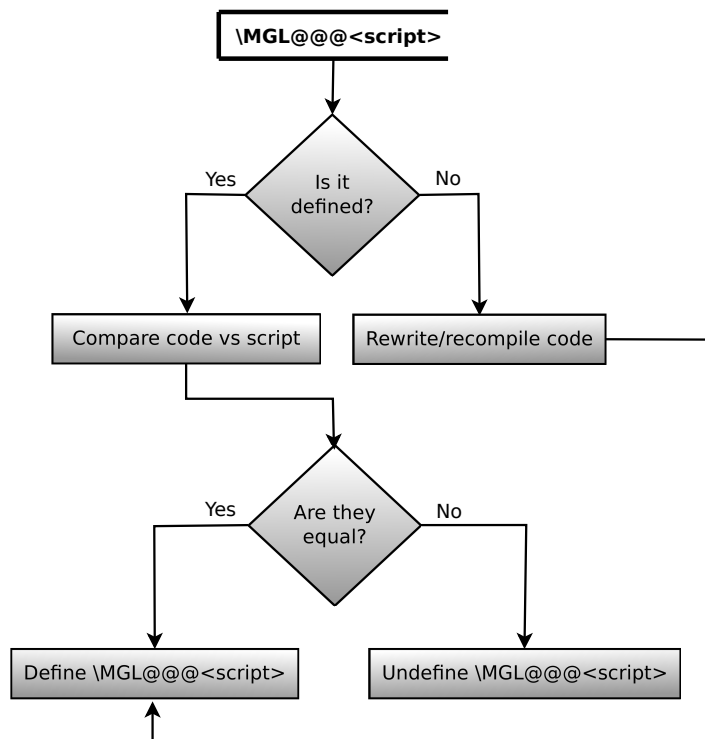 \MGL@@@<script>
Is it
defined?
Yes
No
Compare code vs script
Rewrite/recompile code
Are they
equal?
Yes
No
Define \MGL@@@<script>
Undefine \MGL@@@<script>